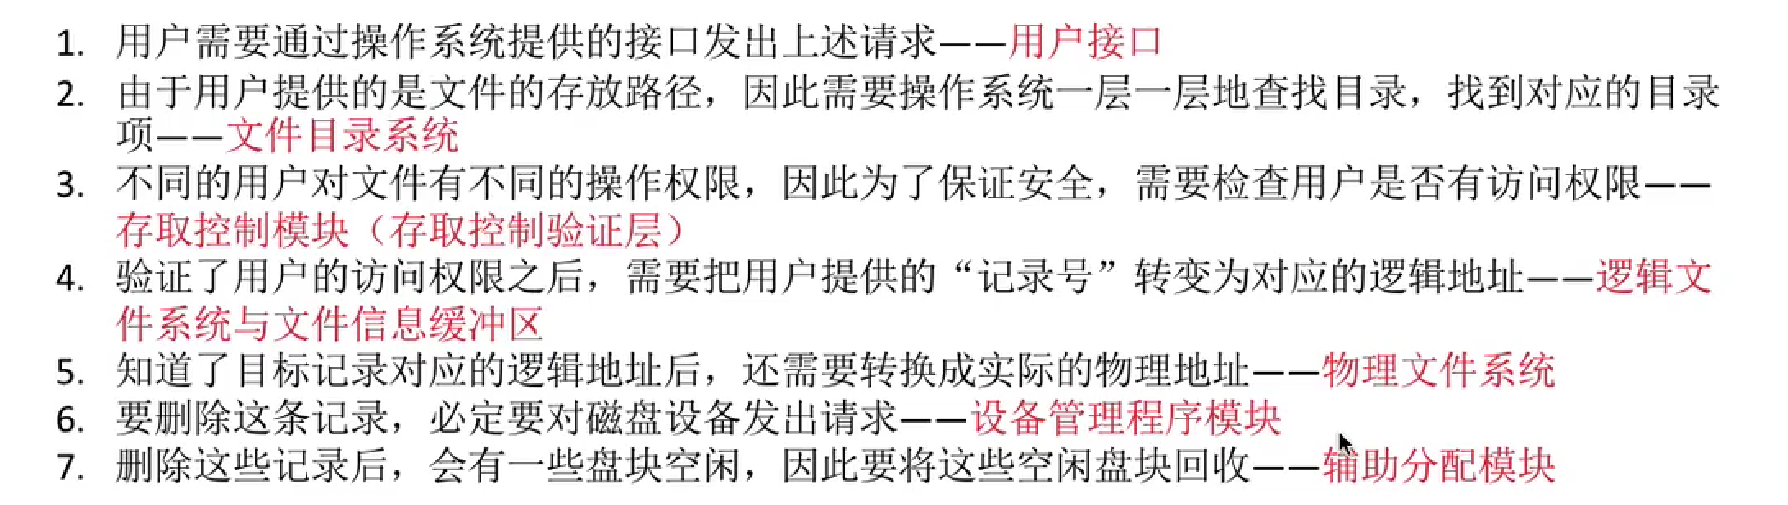 1. 用户需要通过操作系统提供的接口发出上述请求——用户接口
2. 由于用户提供的是文件的存放路径，因此需要操作系统一层一层地查找目录，找到对应的目录
项——文件目录系统
3. 不同的用户对文件有不同的操作权限，因此为了保证安全，需要检查用户是否有访问权限——
存取控制模块（存取控制验证层）
4. 验证了用户的访问权限之后，需要把用户提供的“记录号”转变为对应的逻辑地址——逻辑文
件系统与文件信息缓冲区
5. 知道了目标记录对应的逻辑地址后，还需要转换成实际的物理地址——物理文件系统
6. 要删除这条记录，必定要对磁盘设备发出请求——设备管理程序模块
7. 删除这些记录后，会有一些盘块空闲，因此要将这些空闲盘块回收——辅助分配模块